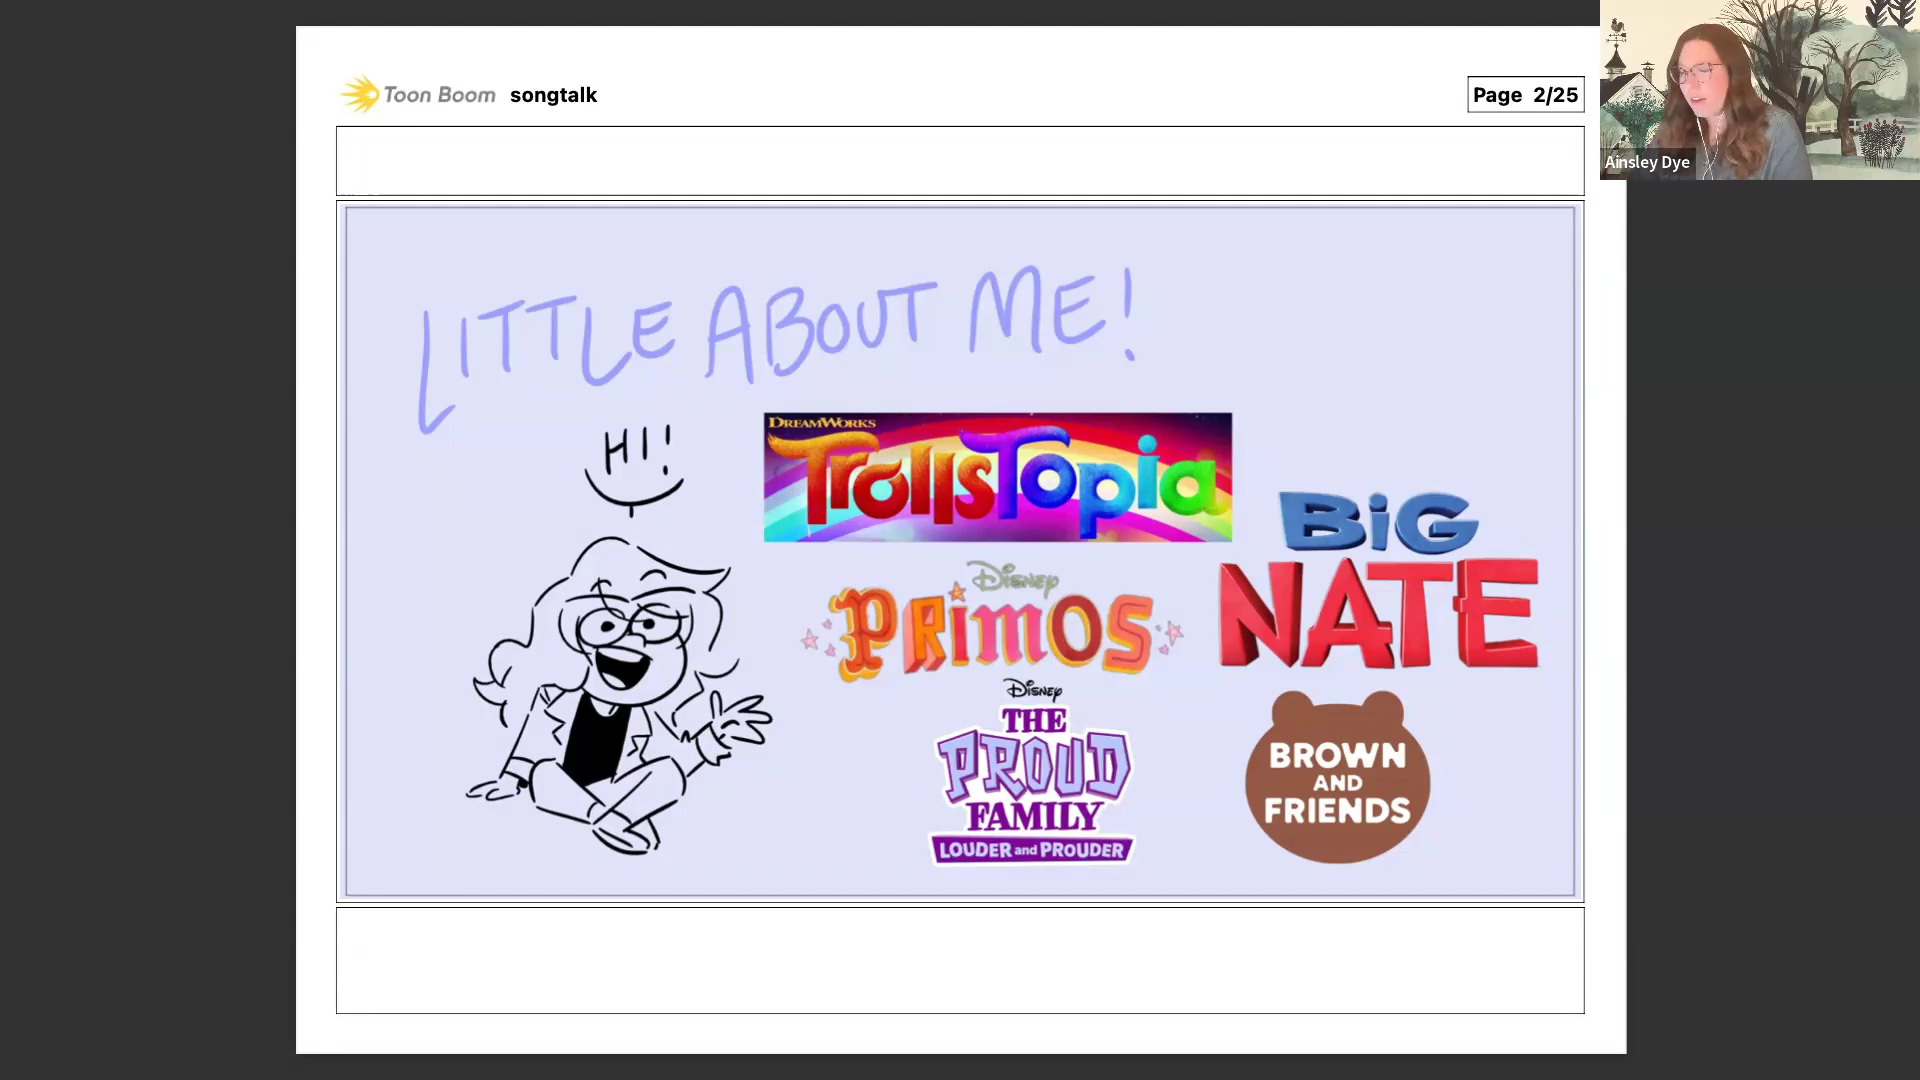 Toon Boom songtalk
Page 2/25
Ainsley Dye
LITTLE ABOUT ME!
HI!
DREAMWORKS
TrollsTopia
BiG
NATE
Disney
PRiMOS
Disney
THE
PROUD
FAMILY
LOUDER and PROUDER
BROWN
AND
FRIENDS